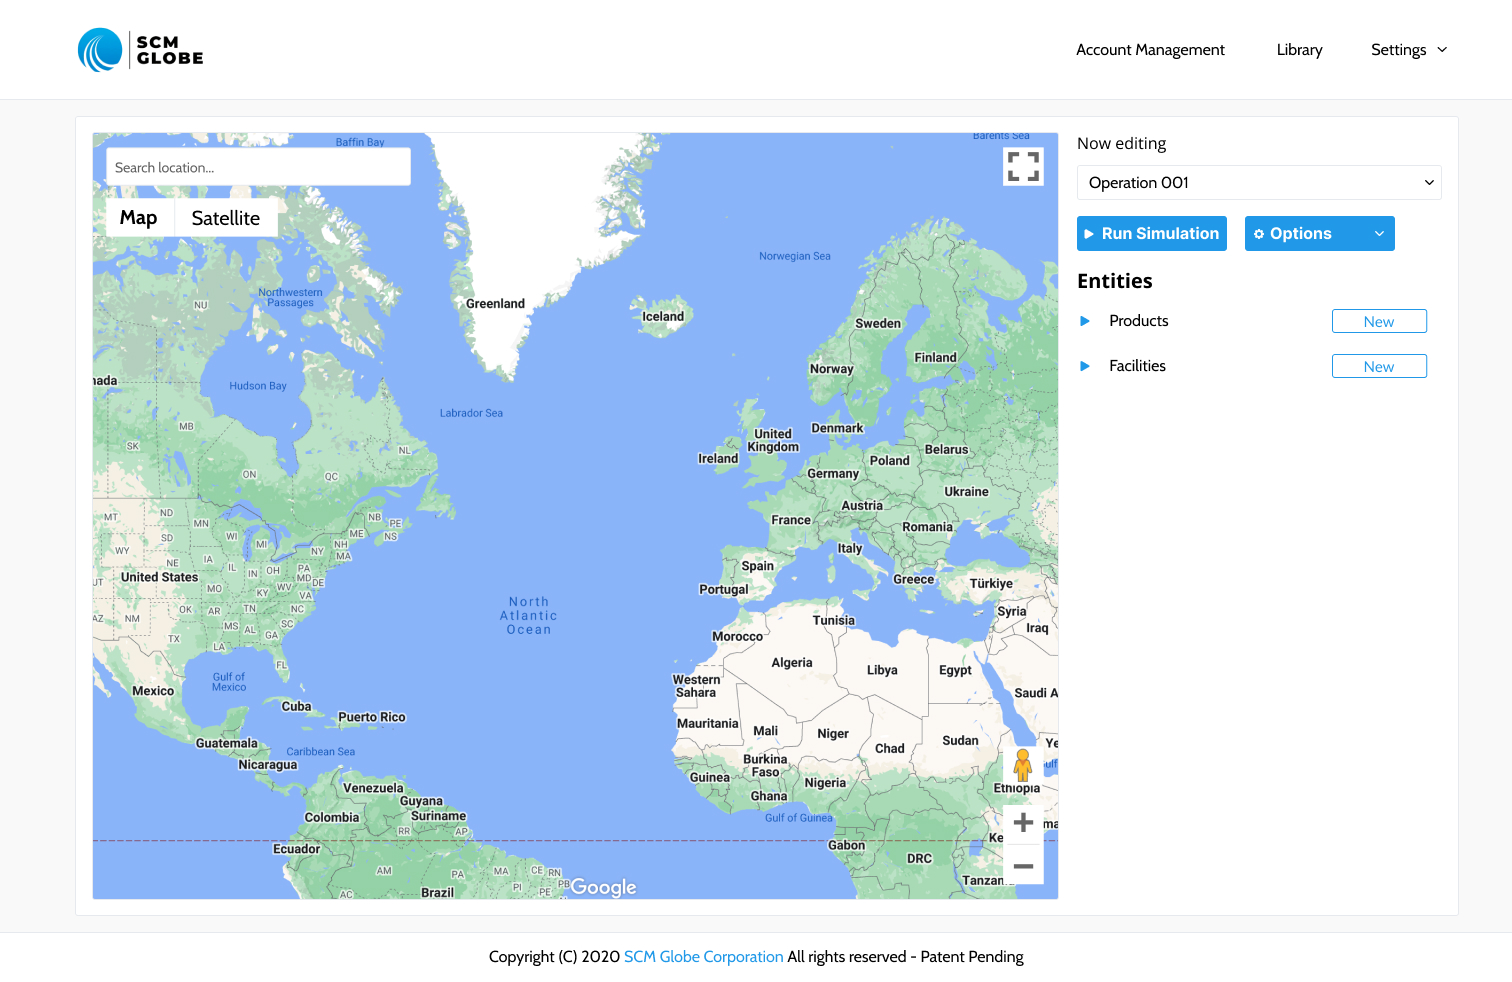 SCM
GLOBE
Account Management
Library
Settings
Search location...
Map
Satellite
Baffin Bay
Barents Sea
Norwegian Sea
Northwestern
Passages
NU
Greenland
Iceland
Sweden
Finland
Norway
nada
Hudson Bay
Labrador Sea
MB
SK
ON
QC
NL
Denmark
United
Kingdom
Ireland
Belarus
Poland
Germany
Ukraine
Austria
France
Romania
Italy
MT
ND
MN
SD
WI
MI
NB
PE
NS
ME
NH
MA
NY
WY
NE
IA
IL
IN
OH
PA
MD
DE
UT
United States
MO
KY
WV
VA
AZ
NM
OK
AR
TN
NC
MS
AL
GA
SC
TX
LA
FL
Spain
Portugal
Greece
Türkiye
Syria
Iraq
North
Atlantic
Ocean
Tunisia
Morocco
Algeria
Libya
Egypt
Western
Sahara
Saudi A
Gulf of
Mexico
Mexico
Cuba
Puerto Rico
Mauritania
Mali
Niger
Chad
Sudan
Ye
Guatemala
Caribbean Sea
Nicaragua
Burkina
Faso
Guinea
Nigeria
Ghana
Ethiopia
Gulf of Guinea
Venezuela
Guyana
Suriname
Colombia
RR
AP
Ecuador
Gabon
DRC
Ke
ma
Tanzan
AM
PA
MA
CE
RN
PB
PI
PE
AC
Brazil
Google
Now editing
Operation 001
Run Simulation
Options
Entities
Products
New
Facilities
New
Copyright (C) 2020 SCM Globe Corporation All rights reserved - Patent Pending